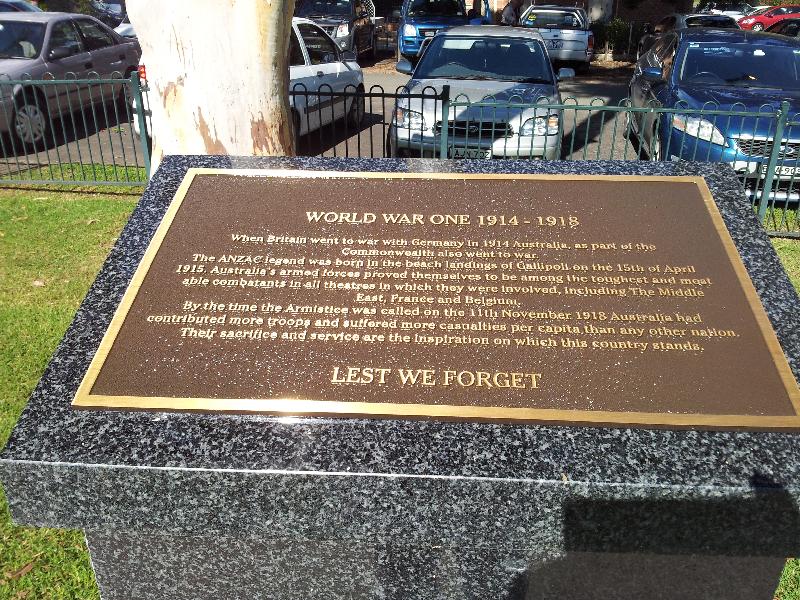 WORLD WAR ONE 1914 - 1918
When Britain went to war with Germany in 1914 Australia, as part of the
Commonwealth also went to war.
The ANZAC legend was born in the beach landings of Gallipoli on the 15th of April
1915. Australia's armed forces proved themselves to be among the toughest and most
able combatants in all theatres in which they were involved, including The Middle
East, France and Belgium.
By the time the Armistice was called on the 11th November 1918 Australia had
contributed more troops and suffered more casualties per capita than any other nation.
Their sacrifice and service are the inspiration on which this country stands.
LEST WE FORGET